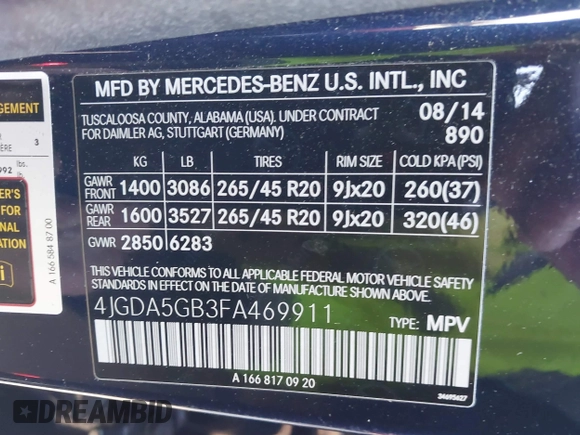 MFD BY MERCEDES-BENZ U.S. INTL., INC
TUSCALOOSA COUNTY, ALABAMA (USA). UNDER CONTRACT
FOR DAIMLER AG, STUTTGART (GERMANY)
08/14
890
KG LB TIRES RIM SIZE COLD KPA(PSI)
GAWR FRONT 1400 3086 265/45 R20 9Jx20 260(37)
GAWR REAR 1600 3527 265/45 R20 9Jx20 320(46)
GVWR 2850 6283
THIS VEHICLE CONFORMS TO ALL APPLICABLE FEDERAL MOTOR VEHICLE SAFETY
STANDARDS IN EFFECT ON THE DATE OF MANUFACTURE SHOWN ABOVE.
4JGDA5GB3FA469911 TYPE: MPV
A 166 817 09 20
34695627
3
lbs.
A 166 584 87 00
DREAMBID